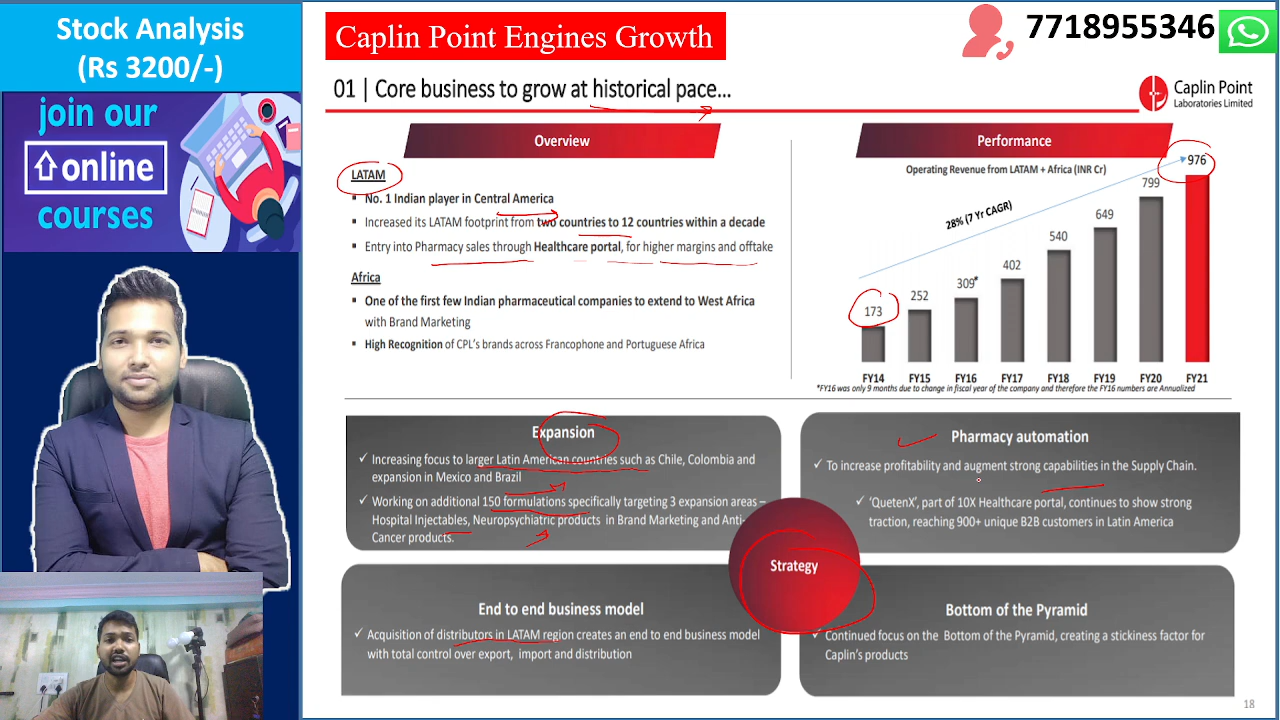 Stock Analysis
(Rs 3200/-)
join our
online
courses
Caplin Point Engines Growth
7718955346
01 | Core business to grow at historical pace…
Caplin Point
Laboratories Limited
Overview
LATAM
▪ No. 1 Indian player in Central America
▪ Increased its LATAM footprint from two countries to 12 countries within a decade
▪ Entry into Pharmacy sales through Healthcare portal, for higher margins and offtake
Africa
▪ One of the first few Indian pharmaceutical companies to extend to West Africa
with Brand Marketing
▪ High Recognition of CPL's brands across Francophone and Portuguese Africa
Performance
Operating Revenue from LATAM + Africa (INR Cr)
28% (7 Yr CAGR)
173 252 309* 402 540 649 799 976
FY14 FY15 FY16 FY17 FY18 FY19 FY20 FY21
*FY16 was only 9 months due to change in fiscal year of the company and therefore the FY16 numbers are Annualized
Expansion
✓ Increasing focus to larger Latin American countries such as Chile, Colombia and
expansion in Mexico and Brazil
✓ Working on additional 150 formulations specifically targeting 3 expansion areas –
Hospital Injectables, Neuropsychiatric products in Brand Marketing and Anti-
Cancer products.
Pharmacy automation
✓ To increase profitability and augment strong capabilities in the Supply Chain.
✓ 'QuetenX', part of 10X Healthcare portal, continues to show strong
traction, reaching 900+ unique B2B customers in Latin America
Strategy
End to end business model
✓ Acquisition of distributors in LATAM region creates an end to end business model
with total control over export, import and distribution
Bottom of the Pyramid
✓ Continued focus on the Bottom of the Pyramid, creating a stickiness factor for
Caplin's products
18